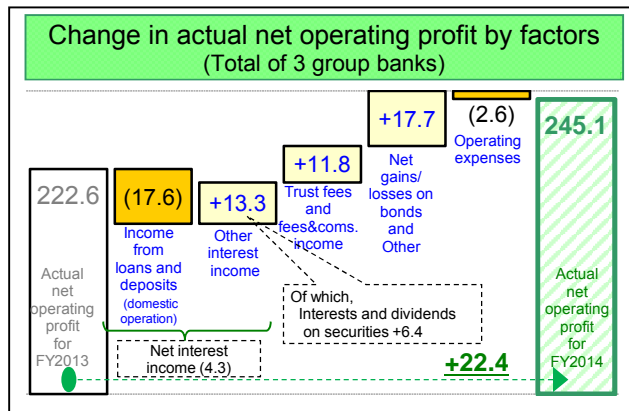 Change in actual net operating profit by factors
(Total of 3 group banks)
222.6
Actual
net
operating
profit
for
FY2013
(17.6)
Income
from
loans and
deposits
(domestic
operation)
+13.3
Other
interest
income
+11.8
Trust fees
and
fees&coms.
income
+17.7
Net
gains/
losses on
bonds
and
Other
(2.6)
Operating
expenses
245.1
Actual
net
operating
profit
for
FY2014
Of which,
Interests and dividends
on securities +6.4
Net interest
income (4.3)
+22.4